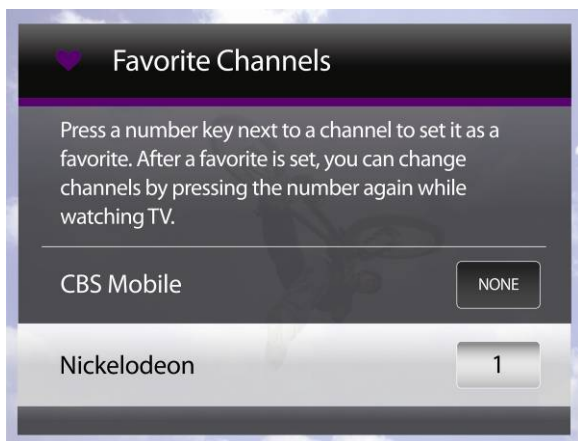 Favorite Channels
Press a number key next to a channel to set it as a
favorite. After a favorite is set, you can change
channels by pressing the number again while
watching TV.
CBS Mobile NONE
Nickelodeon 1